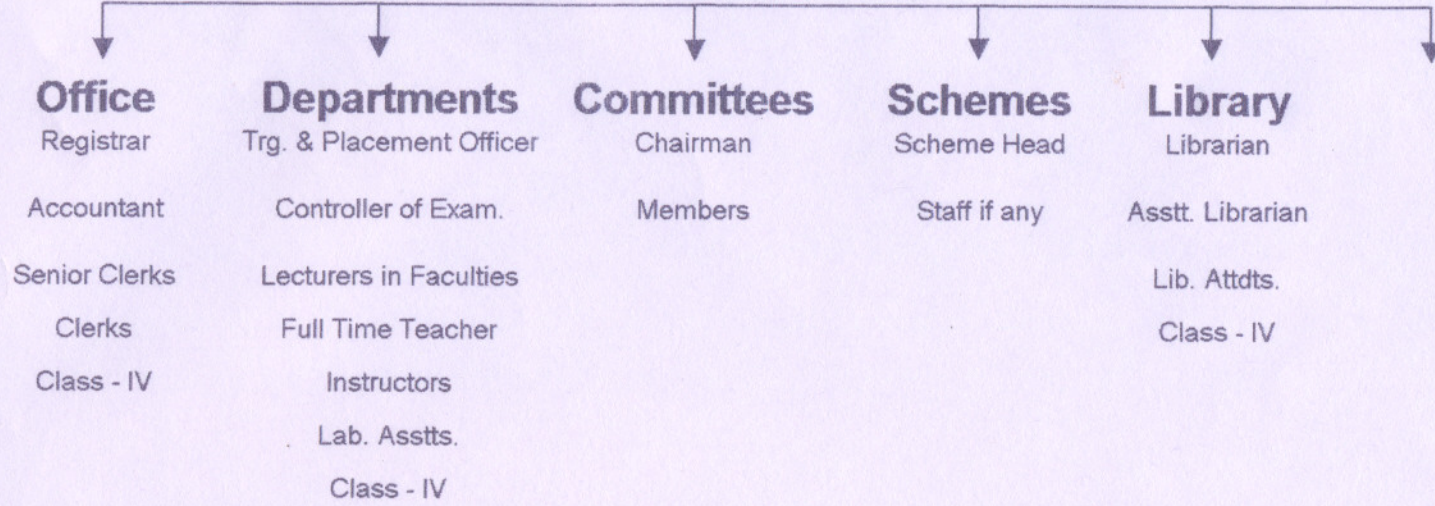 Office
Registrar
Accountant
Senior Clerks
Clerks
Class - IV
Departments
Trg. & Placement Officer
Controller of Exam.
Lecturers in Faculties
Full Time Teacher
Instructors
Lab. Asstts.
Class - IV
Committees
Chairman
Members
Schemes
Scheme Head
Staff if any
Library
Librarian
Asstt. Librarian
Lib. Attdts.
Class - IV